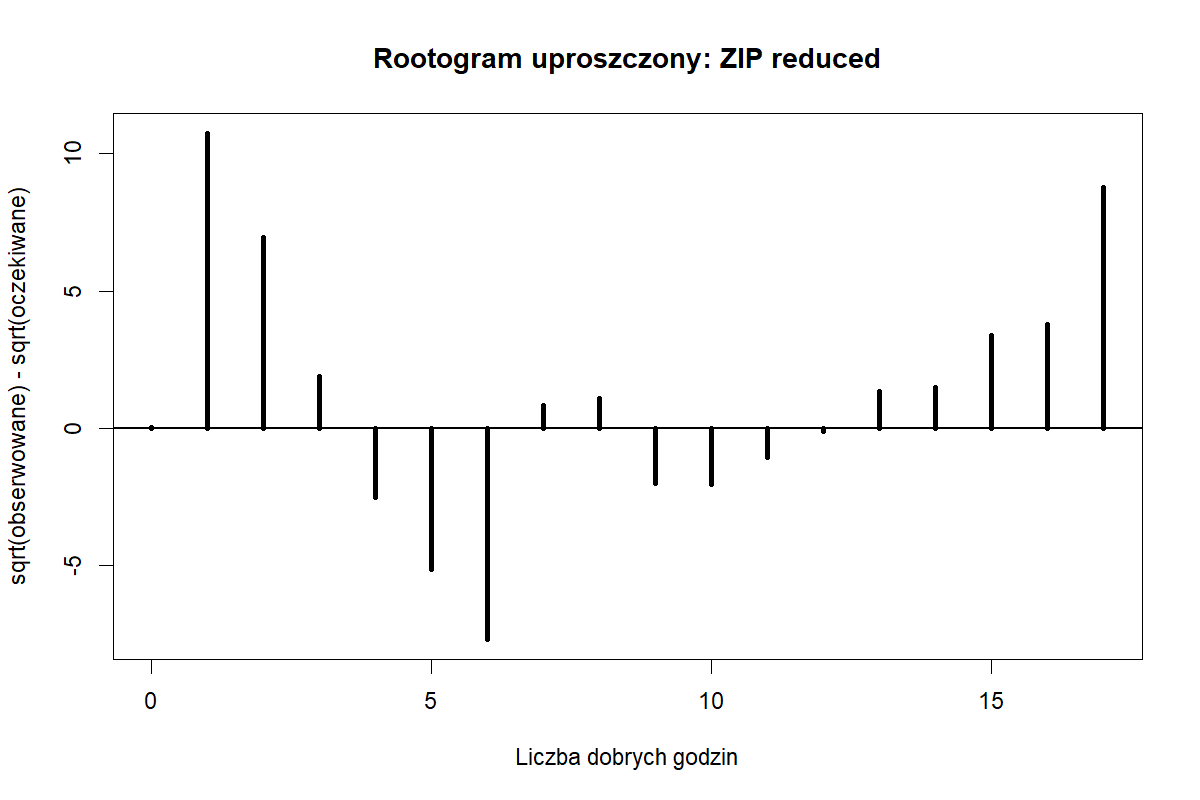 Rootogram uproszczony: ZIP reduced
sqrt(obserwowane) - sqrt(oczekiwane)
10
5
0
-5
0 5 10 15
Liczba dobrych godzin